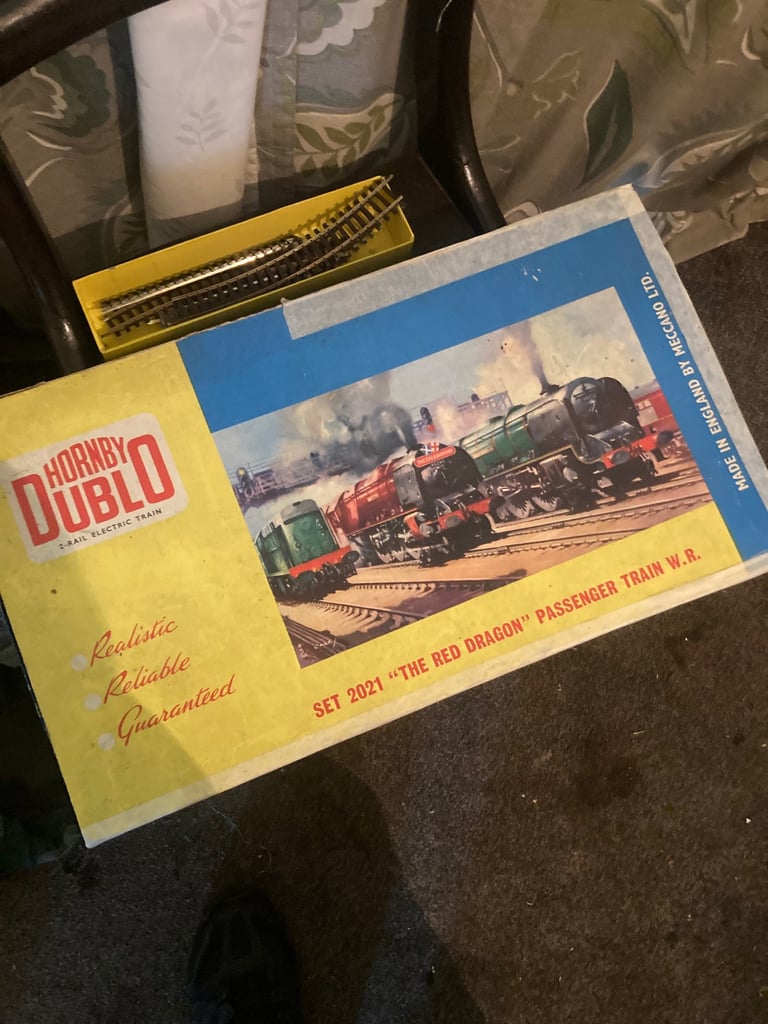 HORNBY
DUBLO
2-RAIL ELECTRIC TRAIN
Realistic
Reliable
Guaranteed
SET 2021 "THE RED DRAGON" PASSENGER TRAIN W.R.
MADE IN ENGLAND BY MECCANO LTD.